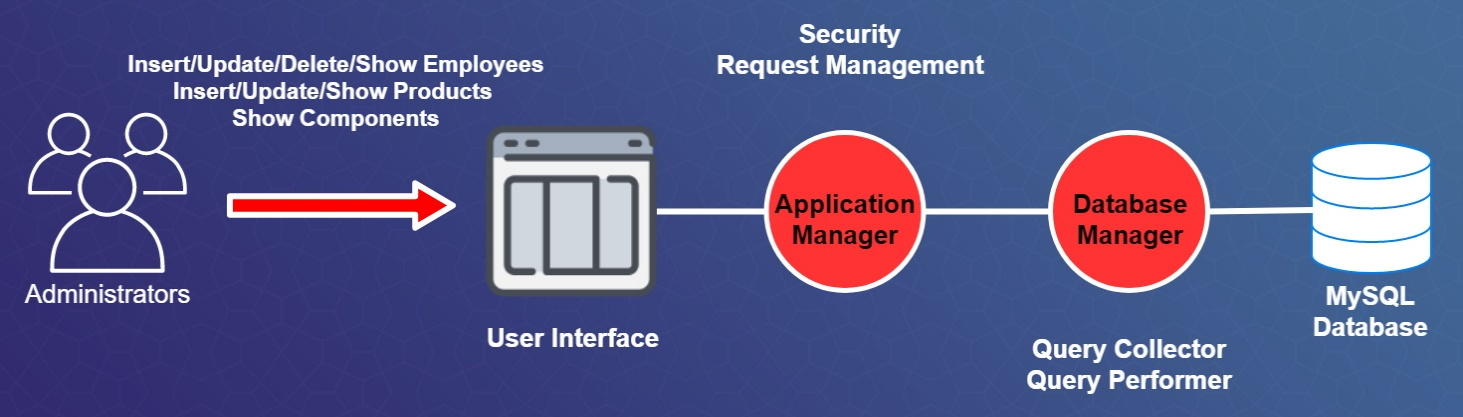 Security
Request Management
Insert/Update/Delete/Show Employees
Insert/Update/Show Products
Show Components
Administrators
User Interface
Application
Manager
Database
Manager
Query Collector
Query Performer
MySQL
Database